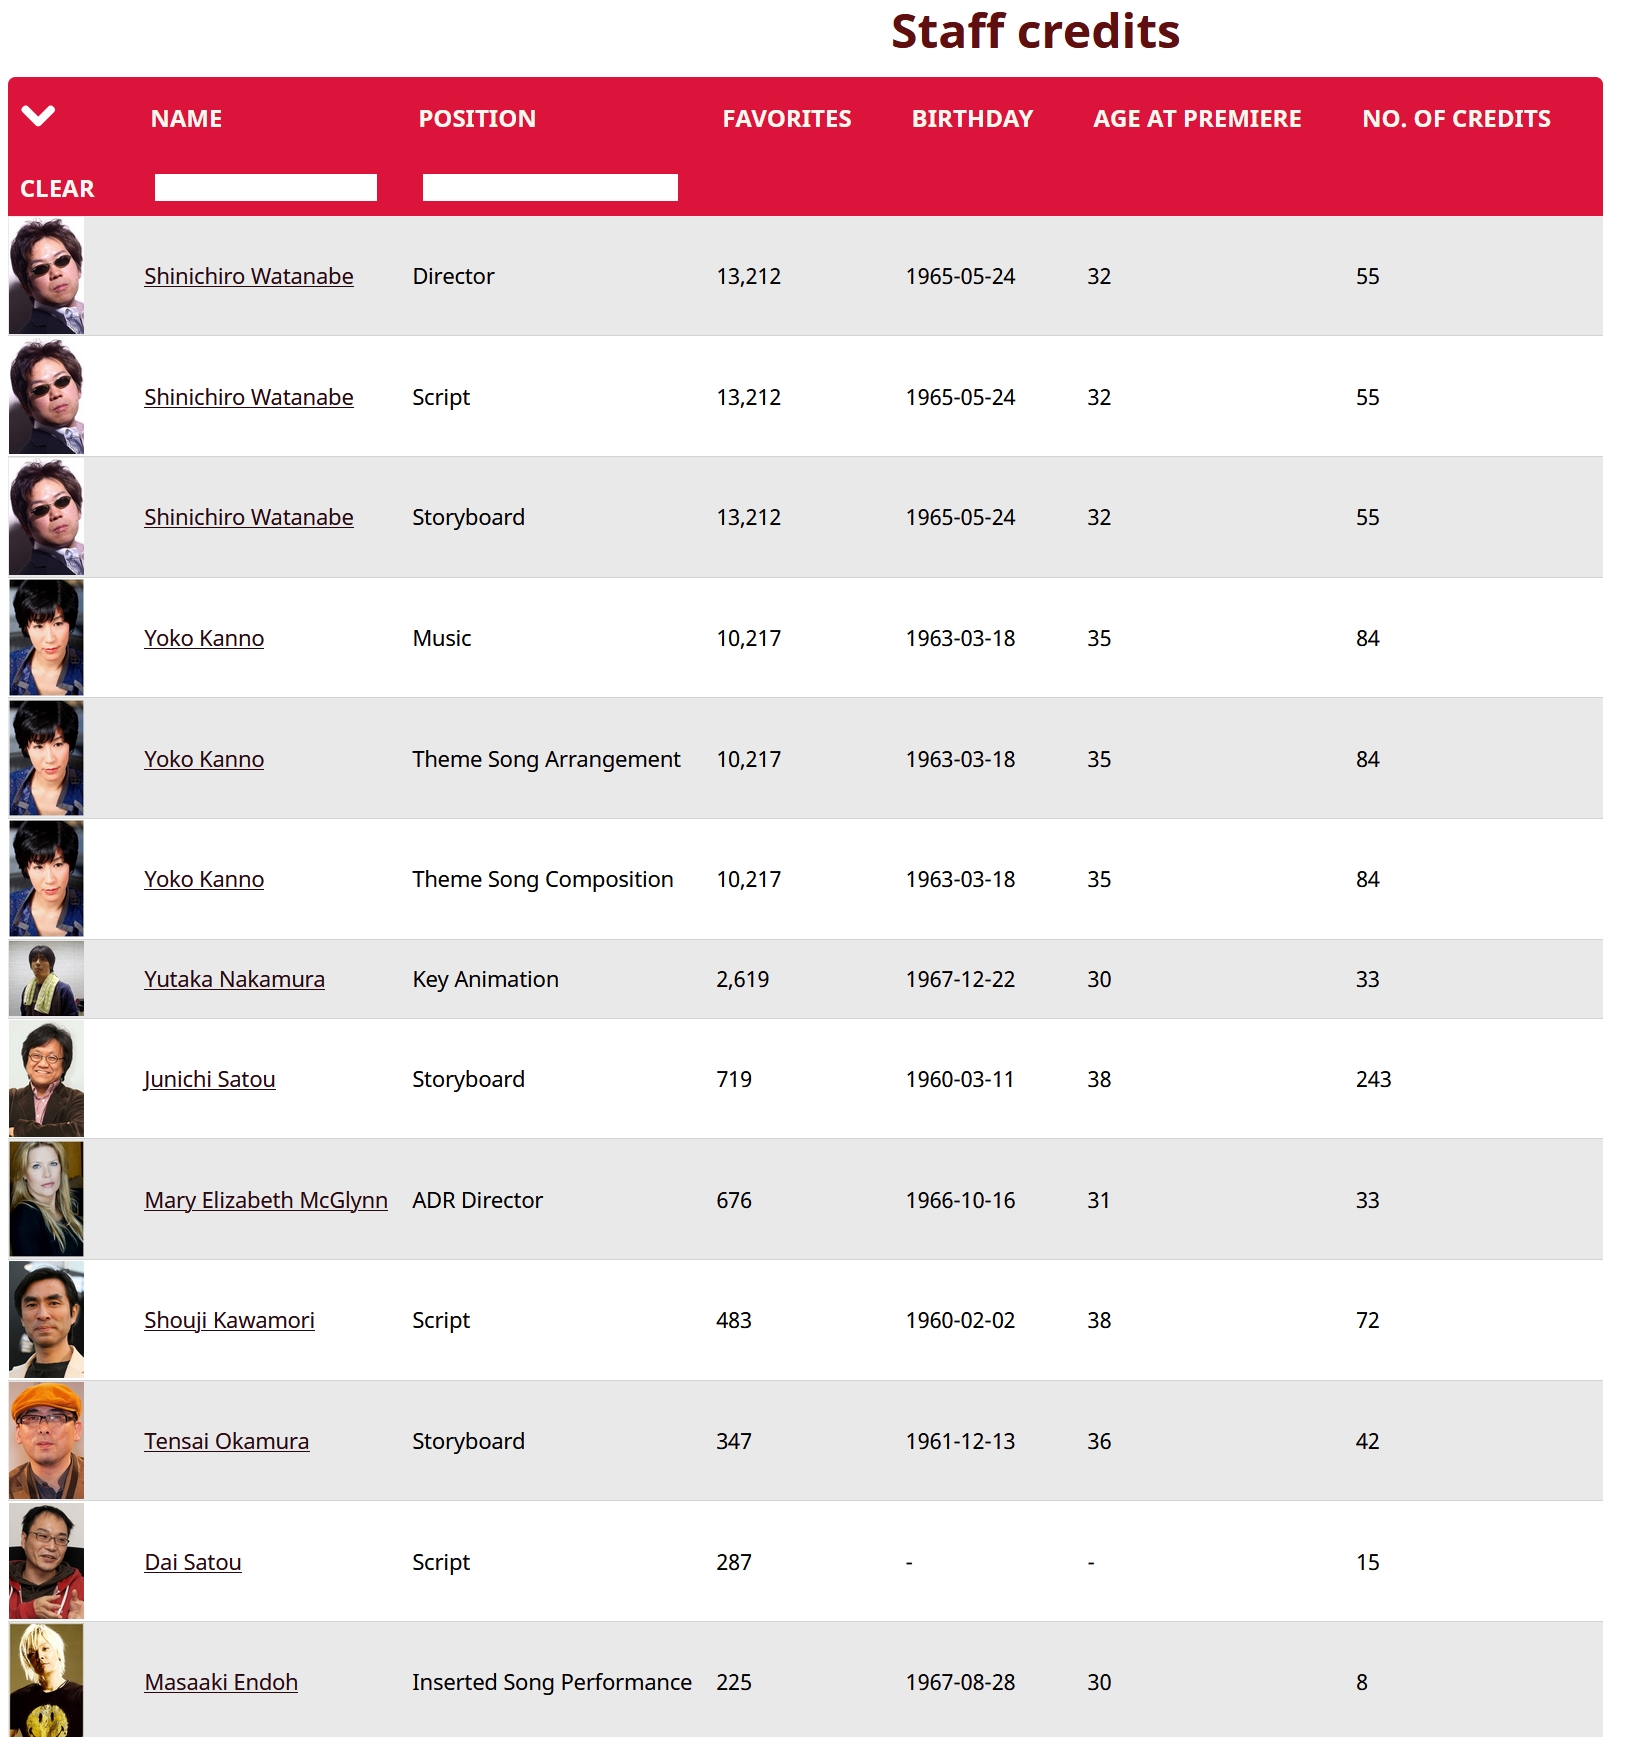 Staff credits
NAME POSITION FAVORITES BIRTHDAY AGE AT PREMIERE NO. OF CREDITS
CLEAR
Shinichiro Watanabe Director 13,212 1965-05-24 32 55
Shinichiro Watanabe Script 13,212 1965-05-24 32 55
Shinichiro Watanabe Storyboard 13,212 1965-05-24 32 55
Yoko Kanno Music 10,217 1963-03-18 35 84
Yoko Kanno Theme Song Arrangement 10,217 1963-03-18 35 84
Yoko Kanno Theme Song Composition 10,217 1963-03-18 35 84
Yutaka Nakamura Key Animation 2,619 1967-12-22 30 33
Junichi Satou Storyboard 719 1960-03-11 38 243
Mary Elizabeth McGlynn ADR Director 676 1966-10-16 31 33
Shouji Kawamori Script 483 1960-02-02 38 72
Tensai Okamura Storyboard 347 1961-12-13 36 42
Dai Satou Script 287 - - 15
Masaaki Endoh Inserted Song Performance 225 1967-08-28 30 8